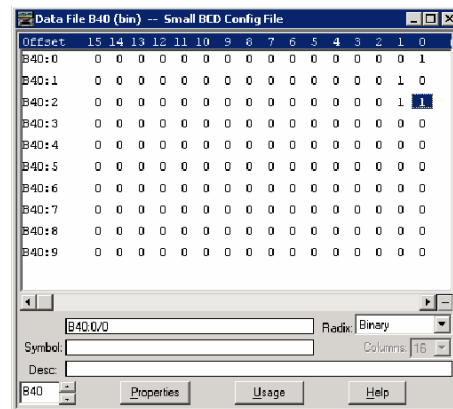 Data File B40 (bin) -- Small BCD Config File
Offset 15 14 13 12 11 10 9 8 7 6 5 4 3 2 1 0
B40:0 0 0 0 0 0 0 0 0 0 0 0 0 0 0 0 1
B40:1 0 0 0 0 0 0 0 0 0 0 0 0 0 0 1 0
B40:2 0 0 0 0 0 0 0 0 0 0 0 0 0 0 1 1
B40:3 0 0 0 0 0 0 0 0 0 0 0 0 0 0 0 0
B40:4 0 0 0 0 0 0 0 0 0 0 0 0 0 0 0 0
B40:5 0 0 0 0 0 0 0 0 0 0 0 0 0 0 0 0
B40:6 0 0 0 0 0 0 0 0 0 0 0 0 0 0 0 0
B40:7 0 0 0 0 0 0 0 0 0 0 0 0 0 0 0 0
B40:8 0 0 0 0 0 0 0 0 0 0 0 0 0 0 0 0
B40:9 0 0 0 0 0 0 0 0 0 0 0 0 0 0 0 0
B40:0/0 Radix: Binary
Symbol: Columns: 16
Desc:
B40 Properties Usage Help